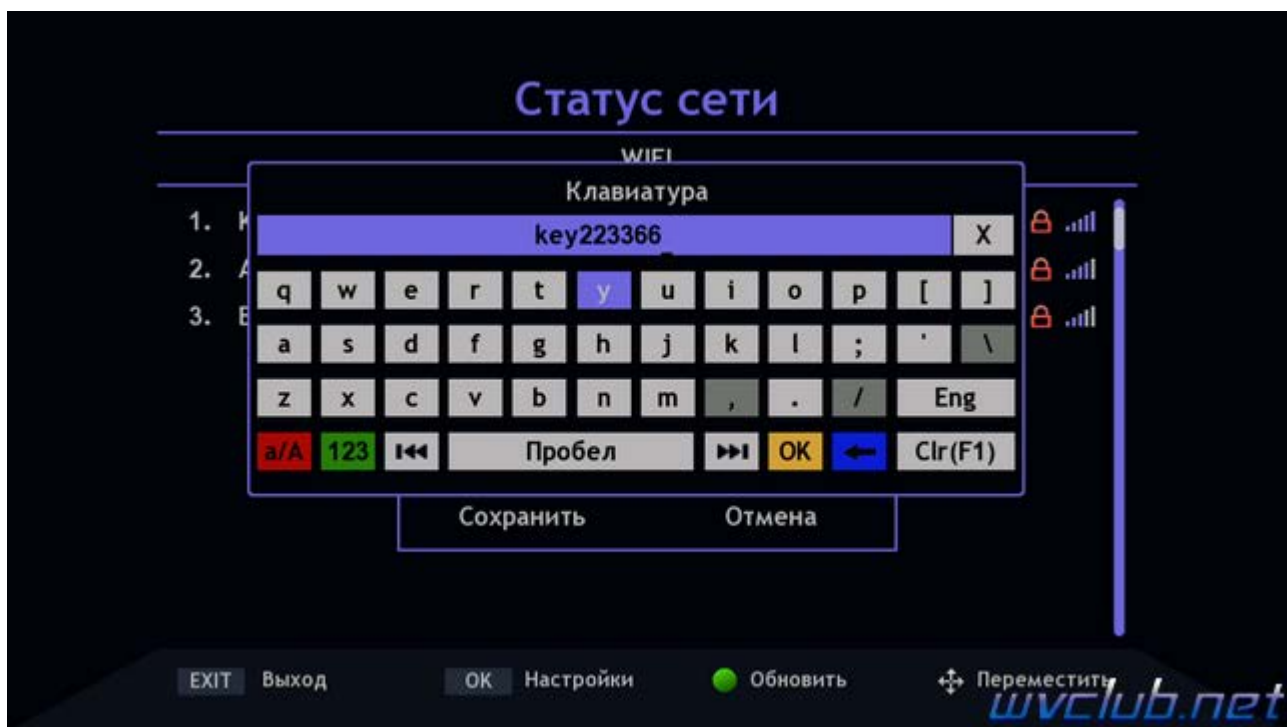 Статус сети
WIFI
Клавиатура
1. K
key223366_
X
2. A
q w e r t y u i o p [ ]
3. E
a s d f g h j k l ; ' \
z x c v b n m , . / Eng
a/A 123 Пробел OK Clr(F1)
Сохранить Отмена
EXIT Выход OK Настройки Обновить Переместить
wvclub.net